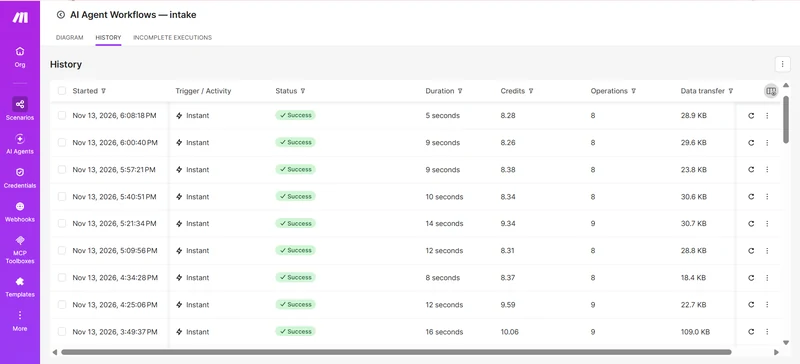 AI Agent Workflows — intake
DIAGRAM HISTORY INCOMPLETE EXECUTIONS
Org
Scenarios
AI Agents
Credentials
Webhooks
MCP
Toolboxes
Templates
More
History
Started Trigger / Activity Status Duration Credits Operations Data transfer
Nov 13, 2026, 6:08:18 PM Instant Success 5 seconds 8.28 8 28.9 KB
Nov 13, 2026, 6:00:40 PM Instant Success 9 seconds 8.26 8 29.6 KB
Nov 13, 2026, 5:57:21 PM Instant Success 9 seconds 8.38 8 23.8 KB
Nov 13, 2026, 5:40:51 PM Instant Success 10 seconds 8.34 8 30.6 KB
Nov 13, 2026, 5:21:34 PM Instant Success 14 seconds 9.34 9 30.7 KB
Nov 13, 2026, 5:09:56 PM Instant Success 12 seconds 8.31 8 28.8 KB
Nov 13, 2026, 4:34:28 PM Instant Success 8 seconds 8.37 8 18.4 KB
Nov 13, 2026, 4:25:06 PM Instant Success 12 seconds 9.59 9 22.7 KB
Nov 13, 2026, 3:49:37 PM Instant Success 16 seconds 10.06 9 109.0 KB